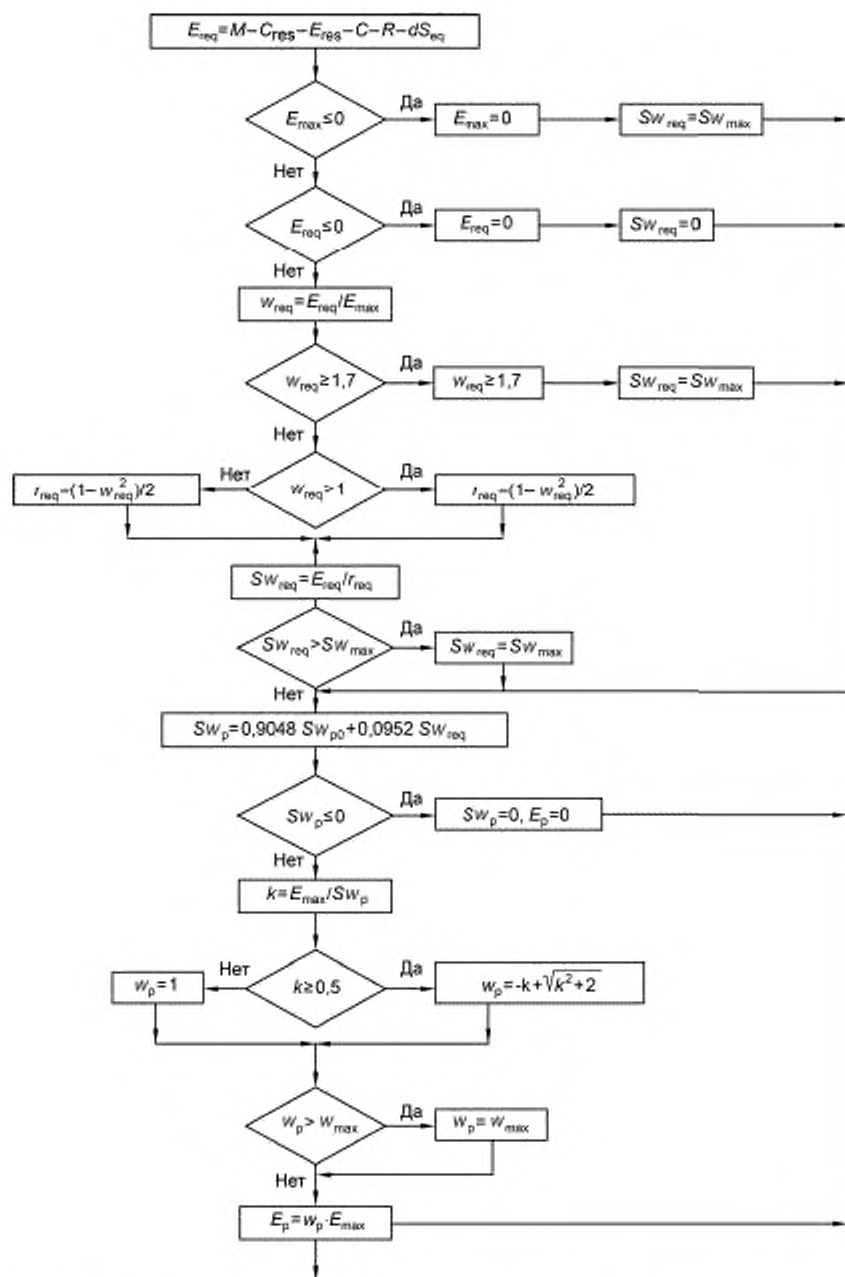 E_req=M−C_res−E_res−C−R−dS_eq
E_max≤0
Да
E_max=0
Sw_req=Sw_max
Нет
E_req≤0
Да
E_req=0
Sw_req=0
Нет
w_req=E_req/E_max
w_req≥1,7
Да
w_req≥1,7
Sw_req=Sw_max
Нет
r_req=(1−w_req^2)/2
Нет
w_req>1
Да
r_req=(1−w_req^2)/2
Sw_req=E_req/r_req
Sw_req>Sw_max
Да
Sw_req=Sw_max
Нет
Sw_p=0,9048 Sw_p0+0,0952 Sw_req
Sw_p≤0
Да
Sw_p=0, E_p=0
Нет
k=E_max/Sw_p
w_p=1
Нет
k≥0,5
Да
w_p=-k+√k^2+2
w_p>w_max
Да
w_p=w_max
Нет
E_p=w_p·E_max